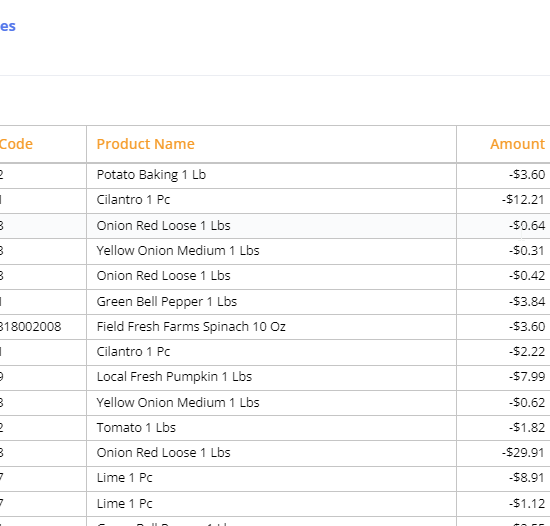 es
Code Product Name Amount
2 Potato Baking 1 Lb -$3.60
1 Cilantro 1 Pc -$12.21
3 Onion Red Loose 1 Lbs -$0.64
3 Yellow Onion Medium 1 Lbs -$0.31
3 Onion Red Loose 1 Lbs -$0.42
1 Green Bell Pepper 1 Lbs -$3.84
318002008 Field Fresh Farms Spinach 10 Oz -$3.60
1 Cilantro 1 Pc -$2.22
9 Local Fresh Pumpkin 1 Lbs -$7.99
3 Yellow Onion Medium 1 Lbs -$0.62
2 Tomato 1 Lbs -$1.82
3 Onion Red Loose 1 Lbs -$29.91
7 Lime 1 Pc -$8.91
7 Lime 1 Pc -$1.12